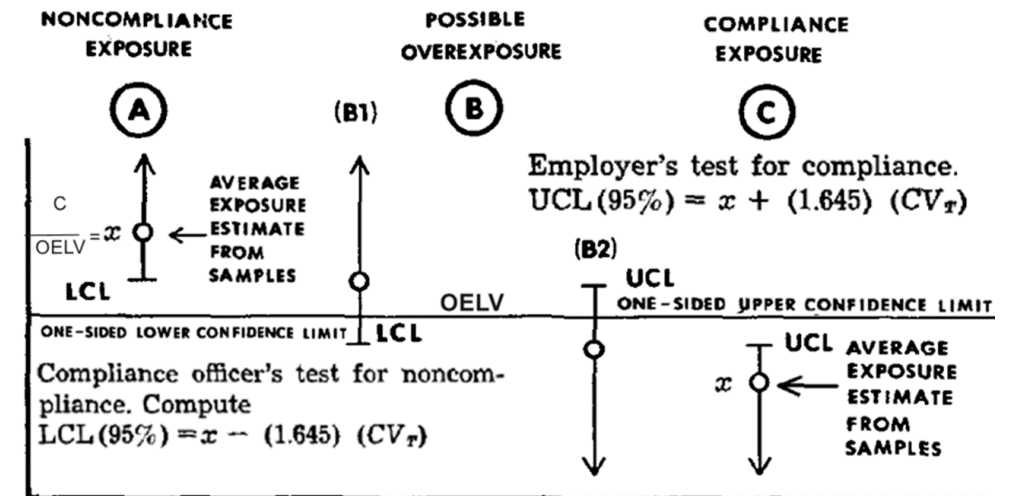 NONCOMPLIANCE
EXPOSURE
POSSIBLE
OVEREXPOSURE
COMPLIANCE
EXPOSURE
A
(B1)
B
C
AVERAGE
EXPOSURE
ESTIMATE
FROM
SAMPLES
C
OELV
= x
LCL
Employer's test for compliance.
UCL (95%) = x + (1.645) (CV_T)
(B2)
UCL
OELV
ONE-SIDED UPPER CONFIDENCE LIMIT
ONE-SIDED LOWER CONFIDENCE LIMIT
LCL
Compliance officer's test for noncom-
pliance. Compute
LCL (95%) = x − (1.645) (CV_T)
UCL
x
AVERAGE
EXPOSURE
ESTIMATE
FROM
SAMPLES